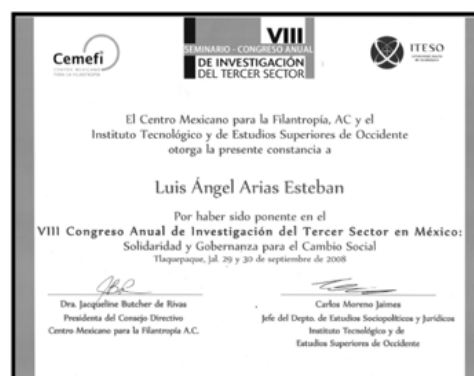 Cemefi
CENTRO MEXICANO
PARA LA FILANTROPÍA
VIII
SEMINARIO - CONGRESO ANUAL
DE INVESTIGACIÓN
DEL TERCER SECTOR
ITESO
El Centro Mexicano para la Filantropía, AC y el
Instituto Tecnológico y de Estudios Superiores de Occidente
otorga la presente constancia a
Luis Ángel Arias Esteban
Por haber sido ponente en el
VIII Congreso Anual de Investigación del Tercer Sector en México:
Solidaridad y Gobernanza para el Cambio Social
Tlaquepaque, Jal. 29 y 30 de septiembre de 2008
Dra. Jacqueline Butcher de Rivas
Presidenta del Consejo Directivo
Centro Mexicano para la Filantropía A.C.
Carlos Moreno Jaimes
Jefe del Depto. de Estudios Sociopolíticos y Jurídicos
Instituto Tecnológico y de
Estudios Superiores de Occidente